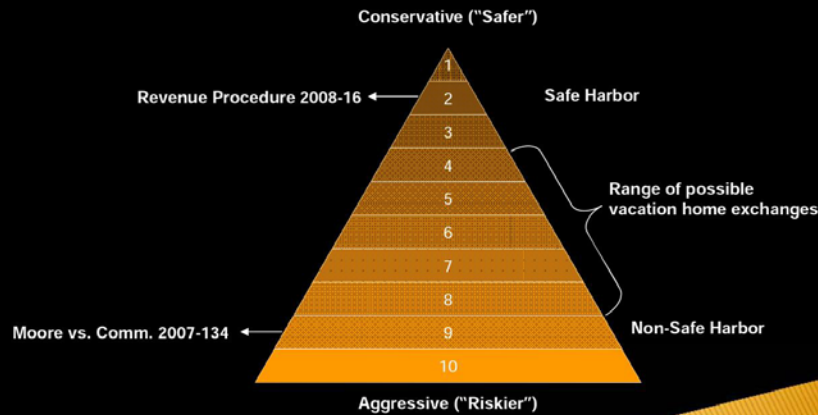 Conservative ("Safer")
1
Revenue Procedure 2008-16
2
Safe Harbor
3
4
5
Range of possible
vacation home exchanges
6
7
8
Moore vs. Comm. 2007-134
9
Non-Safe Harbor
10
Aggressive ("Riskier")